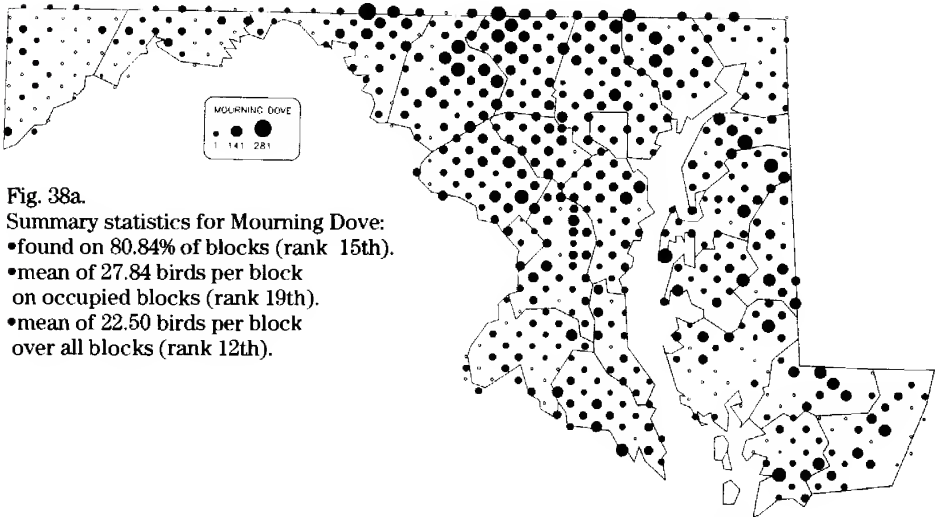 MOURNING DOVE
1 141 281
Fig. 38a.
Summary statistics for Mourning Dove:
•found on 80.84% of blocks (rank 15th).
•mean of 27.84 birds per block
on occupied blocks (rank 19th).
•mean of 22.50 birds per block
over all blocks (rank 12th).